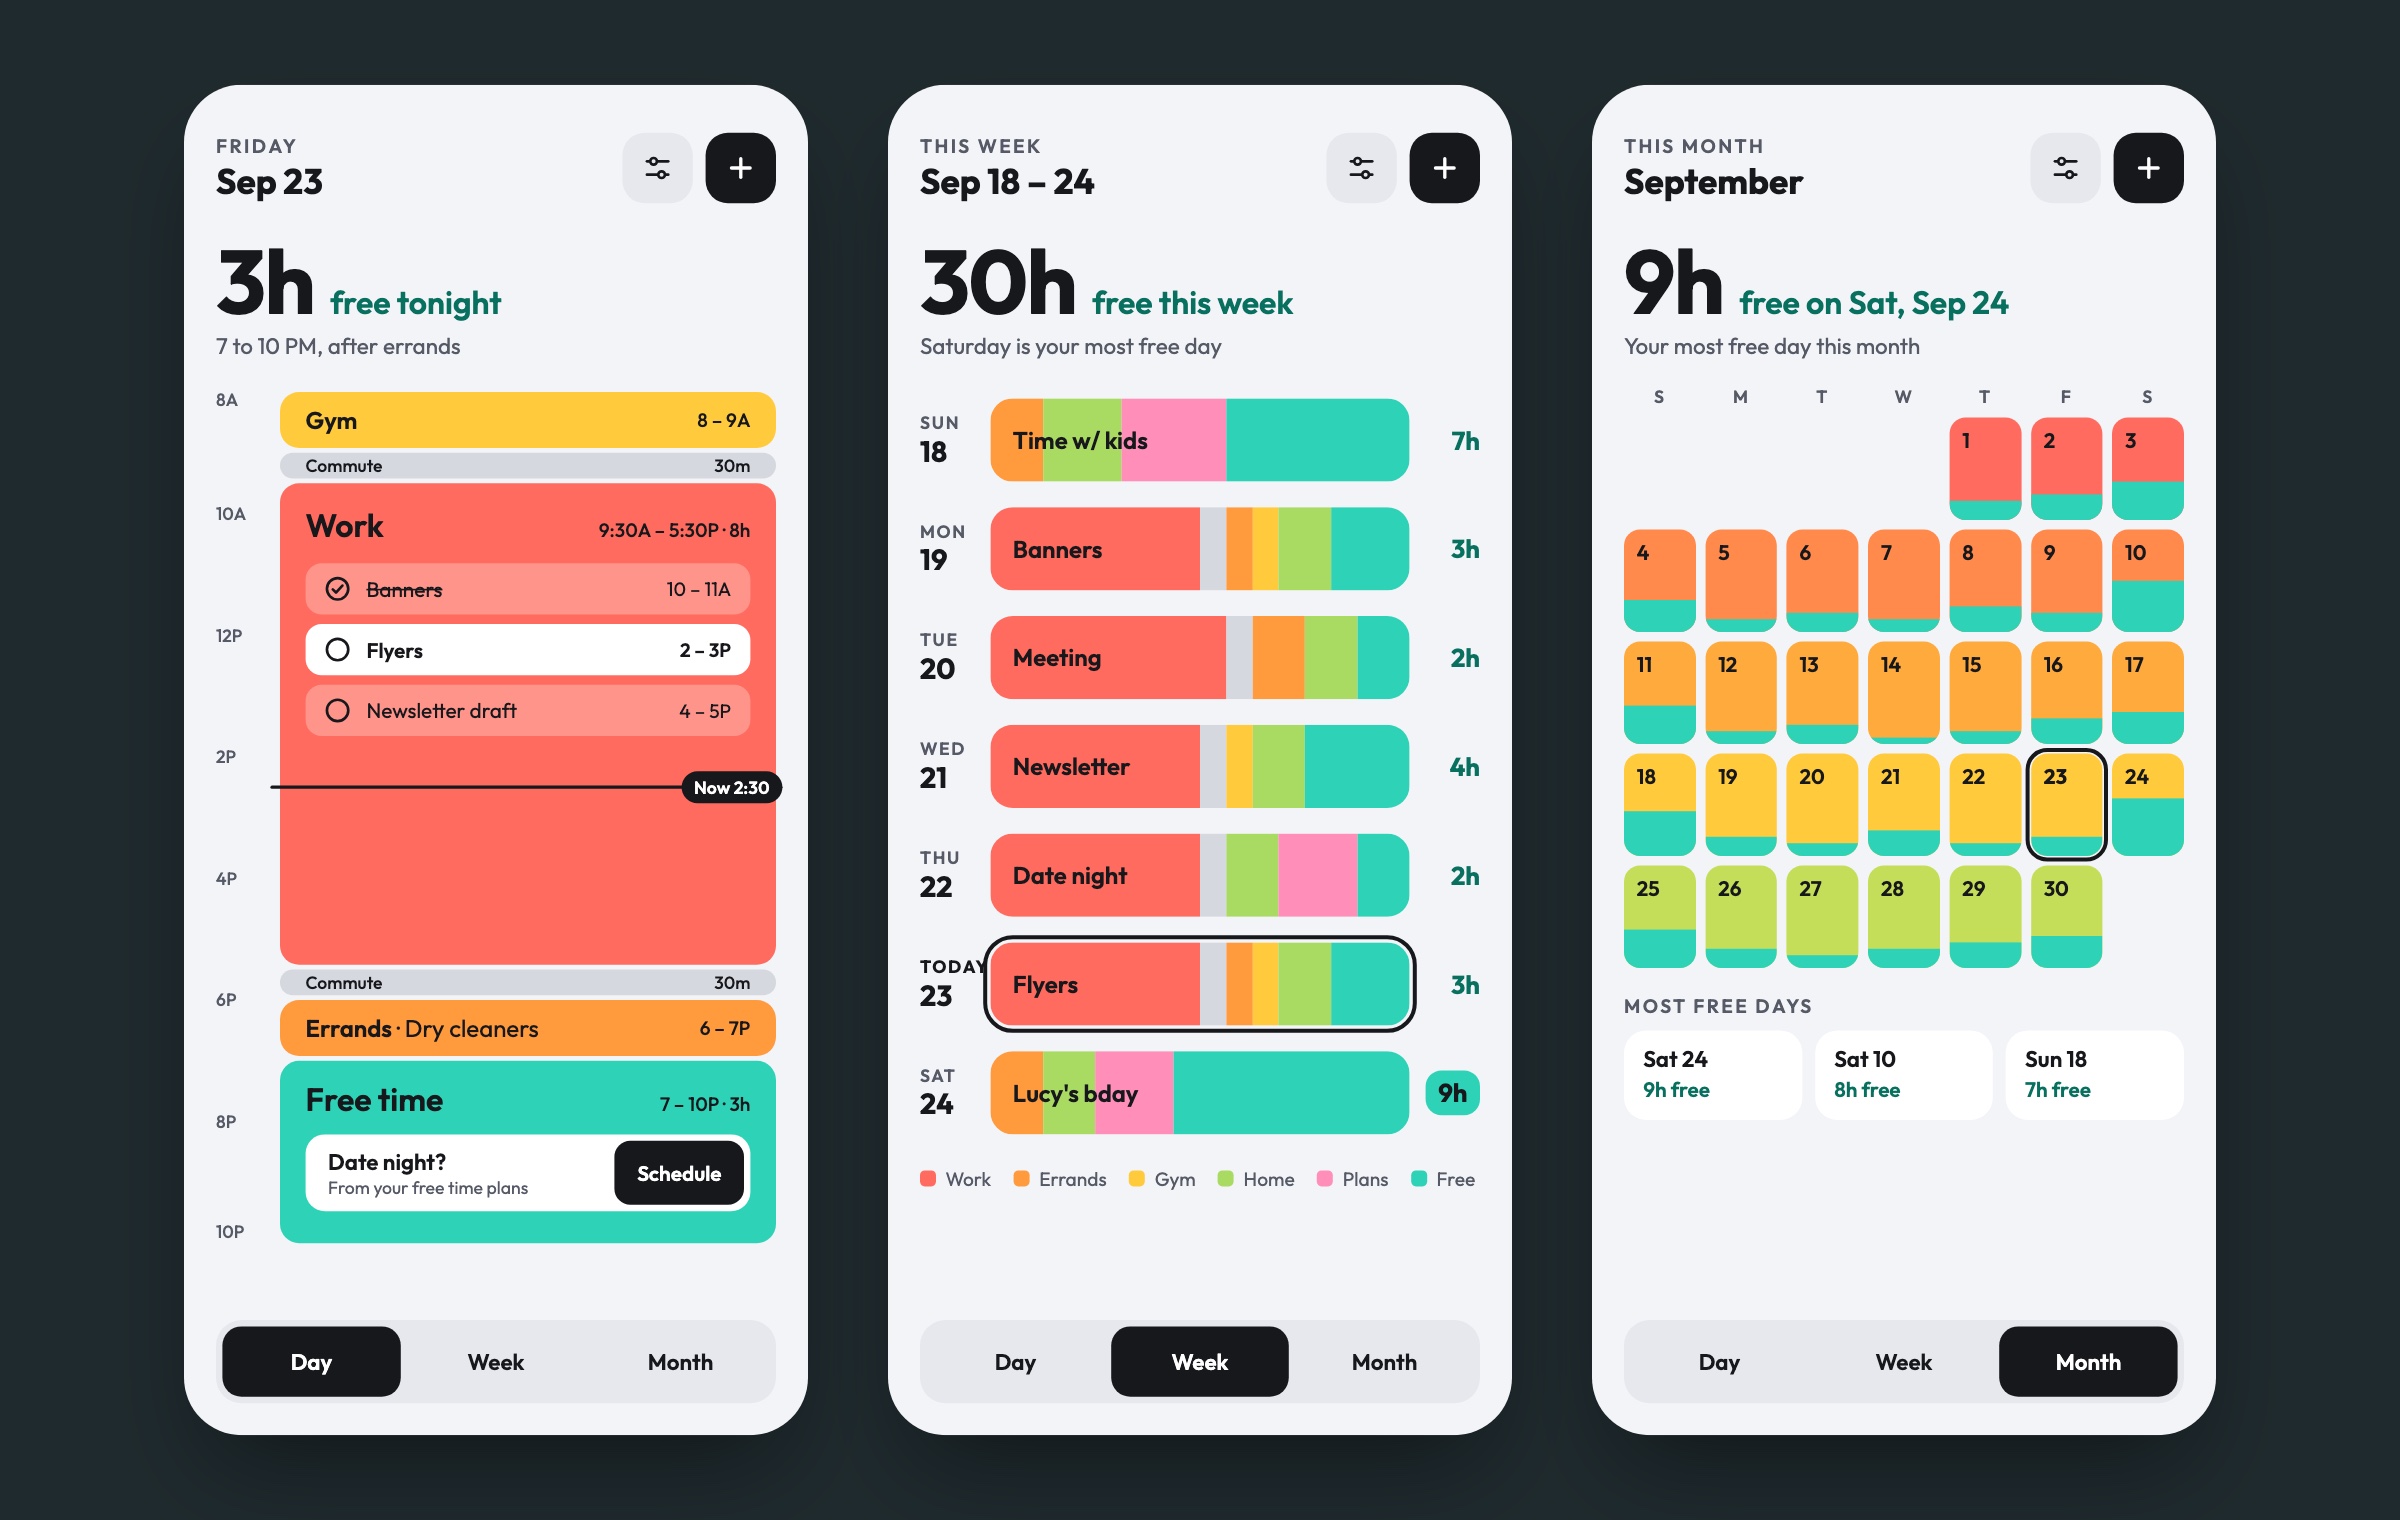 FRIDAY
Sep 23
3h free tonight
7 to 10 PM, after errands
8A
Gym 8 – 9A
Commute 30m
10A
Work 9:30A – 5:30P · 8h
Banners 10 – 11A
12P
Flyers 2 – 3P
Newsletter draft 4 – 5P
2P
Now 2:30
4P
Commute 30m
6P
Errands · Dry cleaners 6 – 7P
Free time 7 – 10P · 3h
8P
Date night?
From your free time plans
Schedule
10P
Day Week Month
THIS WEEK
Sep 18 – 24
30h free this week
Saturday is your most free day
SUN
18
Time w/ kids
7h
MON
19
Banners
3h
TUE
20
Meeting
2h
WED
21
Newsletter
4h
THU
22
Date night
2h
TODAY
23
Flyers
3h
SAT
24
Lucy's bday
9h
Work Errands Gym Home Plans Free
Day Week Month
THIS MONTH
September
9h free on Sat, Sep 24
Your most free day this month
S M T W T F S
1 2 3
4 5 6 7 8 9 10
11 12 13 14 15 16 17
18 19 20 21 22 23 24
25 26 27 28 29 30
MOST FREE DAYS
Sat 24 Sat 10 Sun 18
9h free 8h free 7h free
Day Week Month